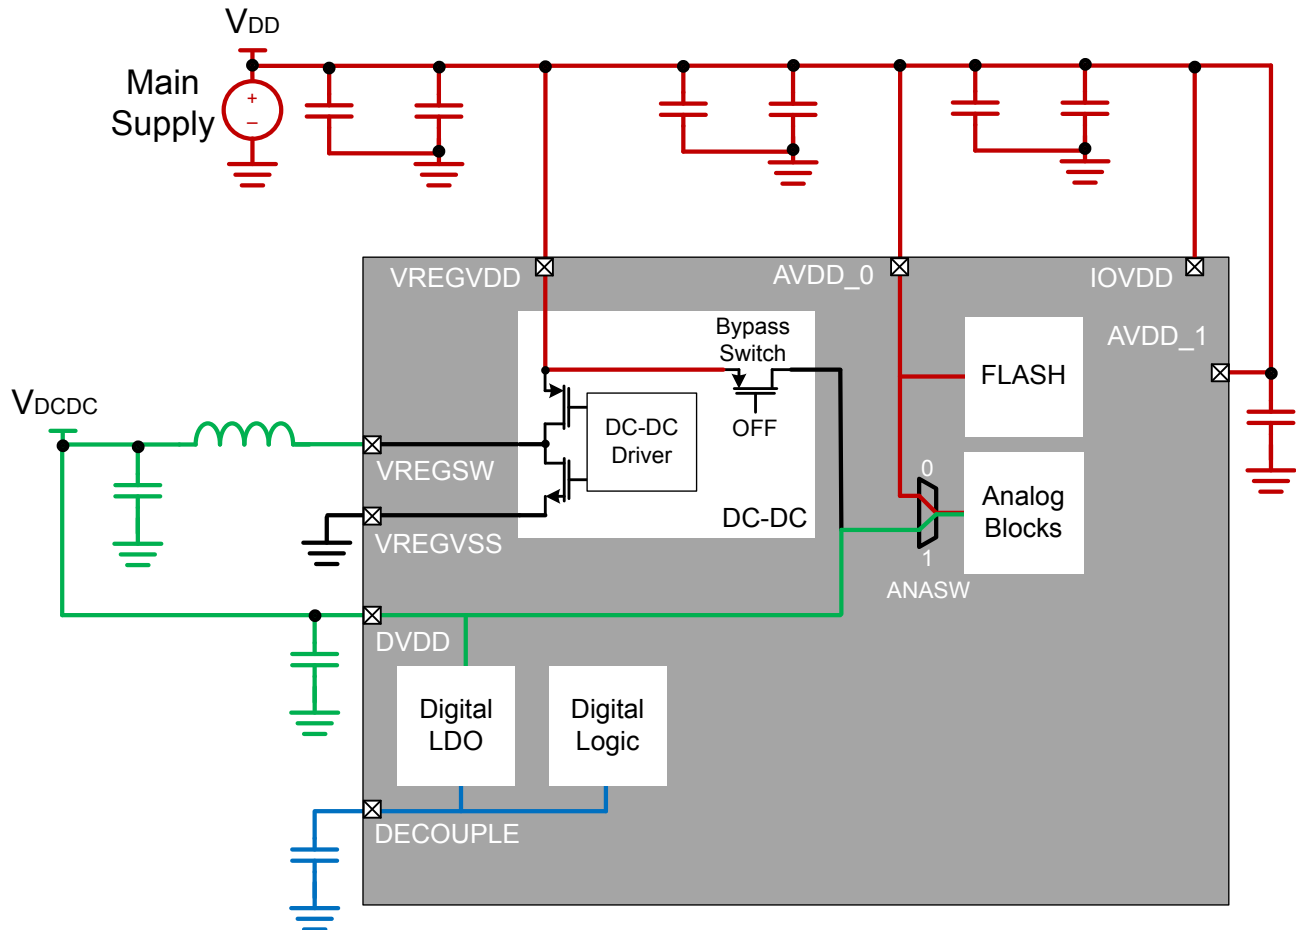 VDD
Main
Supply
+
–
VREGVDD
AVDD_0
IOVDD
AVDD_1
Bypass
Switch
OFF
FLASH
DC-DC
Driver
DC-DC
VDCDC
VREGSW
VREGVSS
0
1
ANASW
Analog
Blocks
DVDD
Digital
LDO
Digital
Logic
DECOUPLE